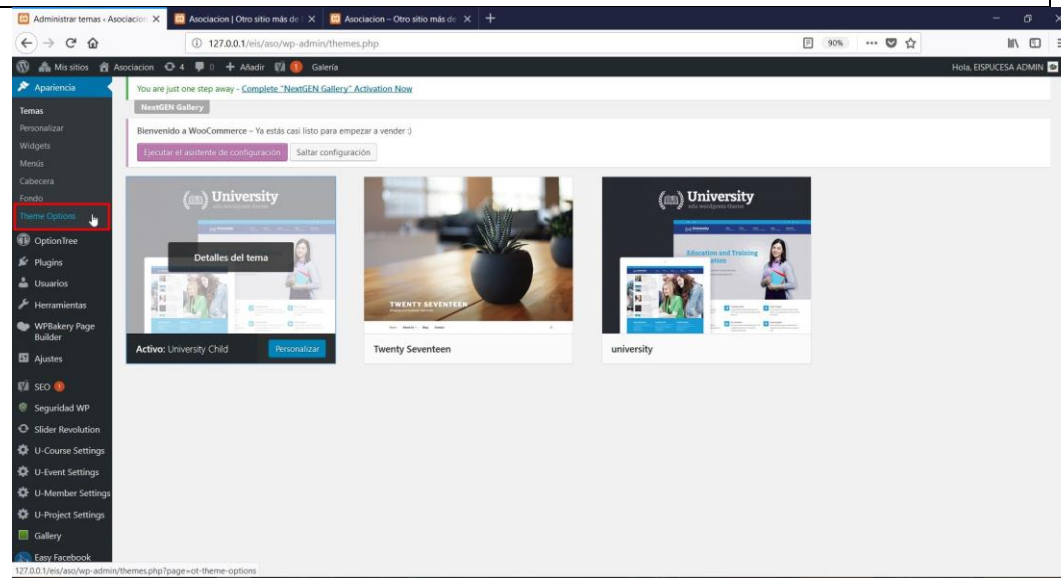 Administrar temas ‹ Asociacion
Asociacion | Otro sitio más de
Asociacion – Otro sitio más de
127.0.0.1/eis/aso/wp-admin/themes.php
90%
Mis sitios
Asociacion
4
0
Añadir
1
Galería
Hola, EISPUCESA ADMIN
Apariencia
Temas
Personalizar
Widgets
Menús
Cabecera
Fondo
Theme Options
OptionTree
Plugins
Usuarios
Herramientas
WPBakery Page
Builder
Ajustes
SEO 1
Seguridad WP
Slider Revolution
U-Course Settings
U-Event Settings
U-Member Settings
U-Project Settings
Gallery
Easy Facebook
You are just one step away - Complete "NextGEN Gallery" Activation Now
NextGEN Gallery
Bienvenido a WooCommerce – Ya estás casi listo para empezar a vender :)
Ejecutar el asistente de configuración
Saltar configuración
University
Detalles del tema
Activo: University Child
Personalizar
TWENTY SEVENTEEN
Twenty Seventeen
University
edu wordpress theme
Education and Training
university
127.0.0.1/eis/aso/wp-admin/themes.php?page=ot-theme-options